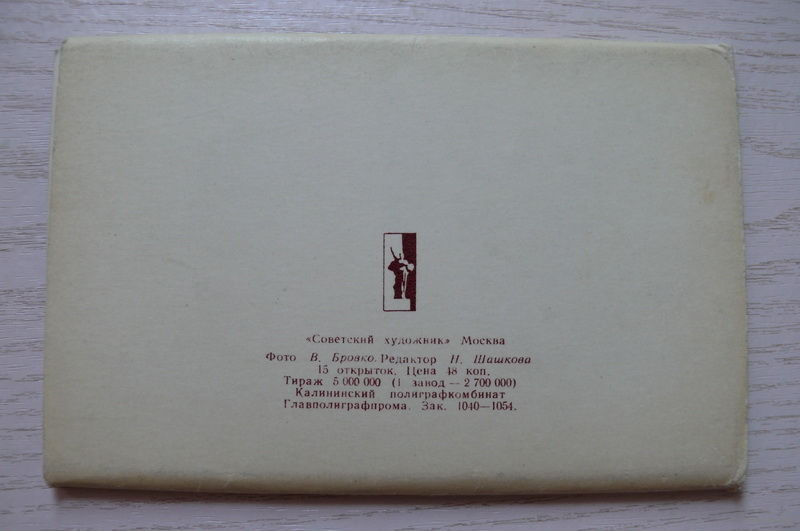 «Советский художник» Москва
Фото В. Бровко. Редактор Н. Шашкова
15 открыток. Цена 48 коп.
Тираж 5 000 000 (1 завод — 2 700 000)
Калининский полиграфкомбинат
Главполиграфпрома. Зак. 1040—1054.